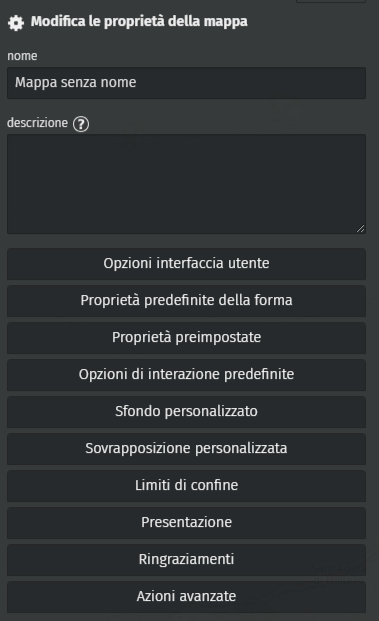 Modifica le proprietà della mappa
nome
Mappa senza nome
descrizione ?
Opzioni interfaccia utente
Proprietà predefinite della forma
Proprietà preimpostate
Opzioni di interazione predefinite
Sfondo personalizzato
Sovrapposizione personalizzata
Limiti di confine
Presentazione
Ringraziamenti
Azioni avanzate